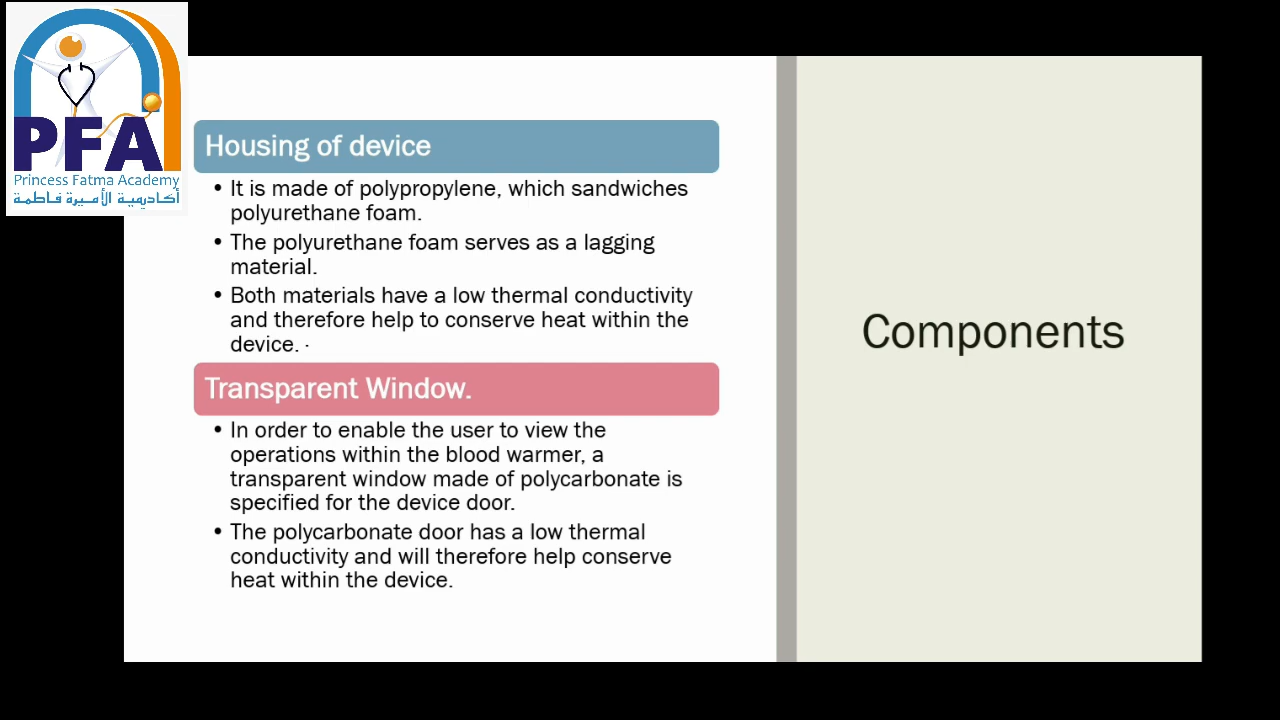 PFA
Princess Fatma Academy
أكاديمية الأميرة فاطمة
Housing of device
• It is made of polypropylene, which sandwiches
polyurethane foam.
• The polyurethane foam serves as a lagging
material.
• Both materials have a low thermal conductivity
and therefore help to conserve heat within the
device. ·
Transparent Window.
• In order to enable the user to view the
operations within the blood warmer, a
transparent window made of polycarbonate is
specified for the device door.
• The polycarbonate door has a low thermal
conductivity and will therefore help conserve
heat within the device.
Components